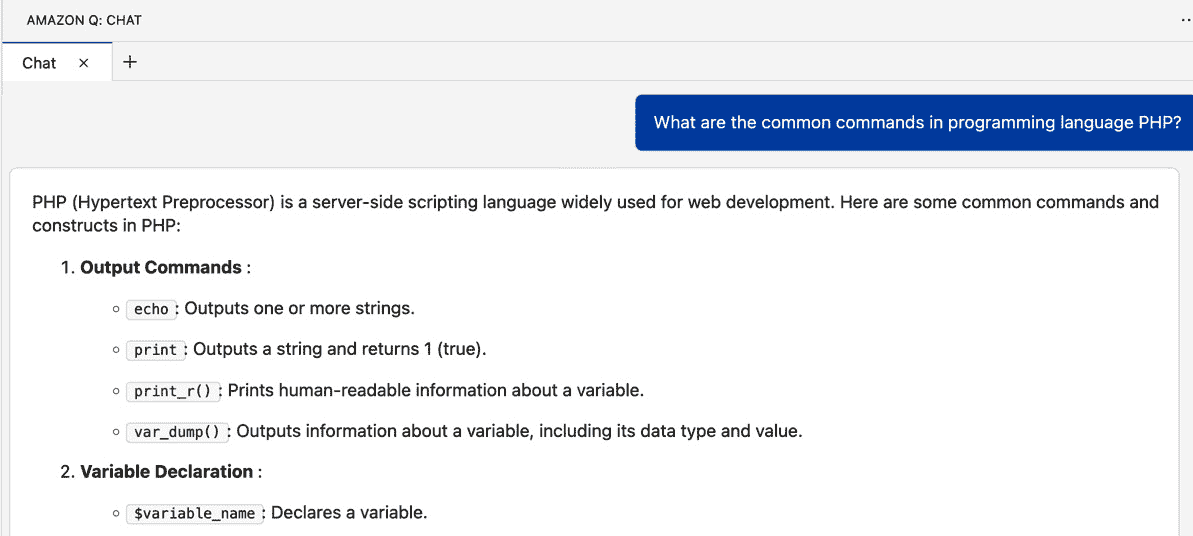 AMAZON Q: CHAT
Chat
What are the common commands in programming language PHP?
PHP (Hypertext Preprocessor) is a server-side scripting language widely used for web development. Here are some common commands and
constructs in PHP:
1. Output Commands :
echo : Outputs one or more strings.
print : Outputs a string and returns 1 (true).
print_r() : Prints human-readable information about a variable.
var_dump() : Outputs information about a variable, including its data type and value.
2. Variable Declaration :
$variable_name : Declares a variable.